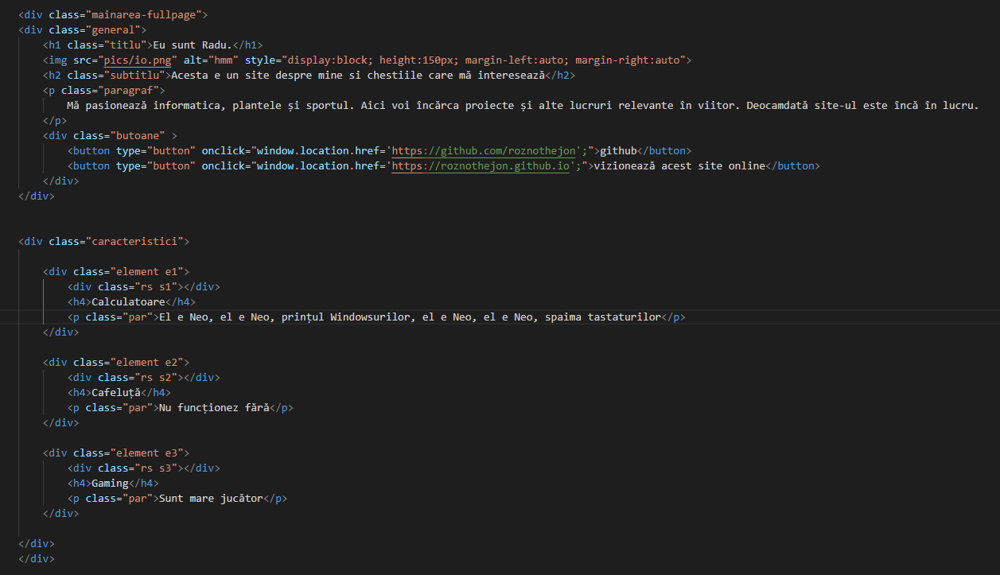 <div class="mainarea-fullpage">
<div class="general">
    <h1 class="titlu">Eu sunt Radu.</h1>
    <img src="pics/io.png" alt="hmm" style="display:block; height:150px; margin-left:auto; margin-right:auto">
    <h2 class="subtitlu">Acesta e un site despre mine si chestiile care mă interesează</h2>
    <p class="paragraf">
        Mă pasionează informatica, plantele și sportul. Aici voi încărca proiecte și alte lucruri relevante în viitor. Deocamdată site-ul este încă în lucru.
    </p>
    <div class="butoane" >
        <button type="button" onclick="window.location.href='https://github.com/roznothejon';">github</button>
        <button type="button" onclick="window.location.href='https://roznothejon.github.io';">vizionează acest site online</button>
    </div>
</div>
<div class="caracteristici">
    <div class="element e1">
        <div class="rs s1"></div>
        <h4>Calculatoare</h4>
        <p class="par">El e Neo, el e Neo, prințul Windowsurilor, el e Neo, el e Neo, spaima tastaturilor</p>
    </div>
    <div class="element e2">
        <div class="rs s2"></div>
        <h4>Cafeluță</h4>
        <p class="par">Nu funcționez fără</p>
    </div>
    <div class="element e3">
        <div class="rs s3"></div>
        <h4>Gaming</h4>
        <p class="par">Sunt mare jucător</p>
    </div>
</div>
</div>